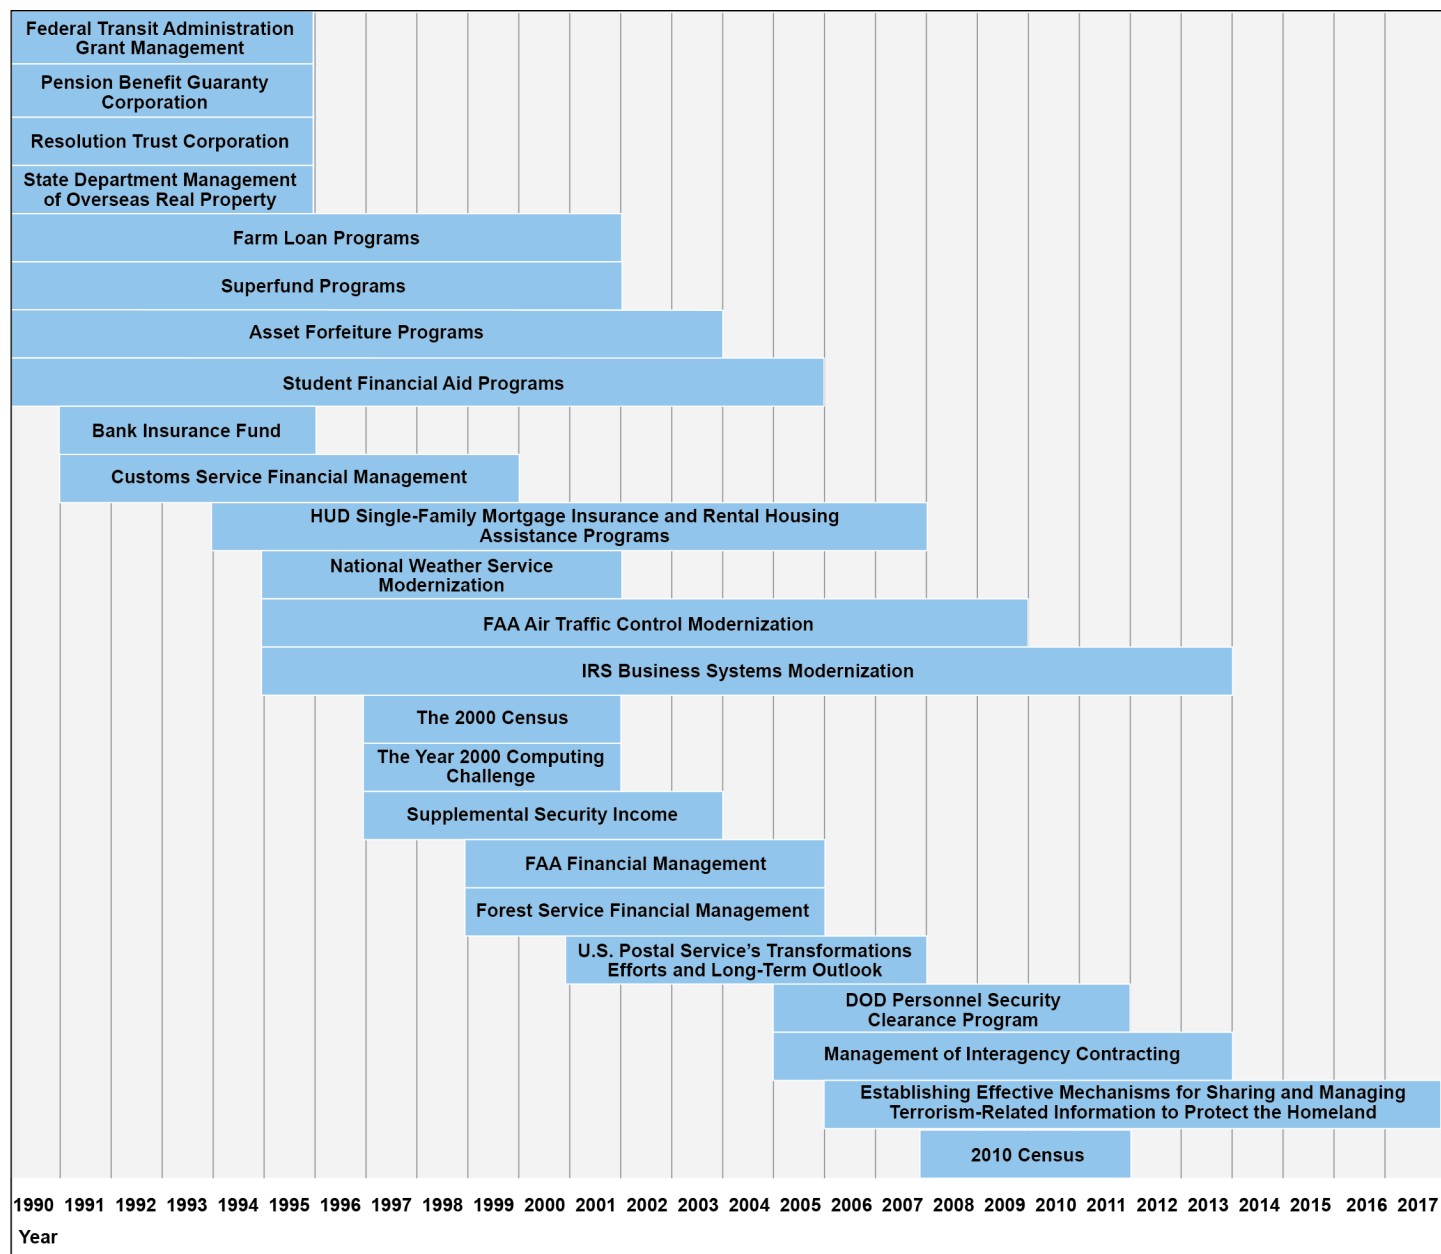 Federal Transit Administration
Grant Management
Pension Benefit Guaranty
Corporation
Resolution Trust Corporation
State Department Management
of Overseas Real Property
Farm Loan Programs
Superfund Programs
Asset Forfeiture Programs
Student Financial Aid Programs
Bank Insurance Fund
Customs Service Financial Management
HUD Single-Family Mortgage Insurance and Rental Housing
Assistance Programs
National Weather Service
Modernization
FAA Air Traffic Control Modernization
IRS Business Systems Modernization
The 2000 Census
The Year 2000 Computing
Challenge
Supplemental Security Income
FAA Financial Management
Forest Service Financial Management
U.S. Postal Service’s Transformations
Efforts and Long-Term Outlook
DOD Personnel Security
Clearance Program
Management of Interagency Contracting
Establishing Effective Mechanisms for Sharing and Managing
Terrorism-Related Information to Protect the Homeland
2010 Census
1990 1991 1992 1993 1994 1995 1996 1997 1998 1999 2000 2001 2002 2003 2004 2005 2006 2007 2008 2009 2010 2011 2012 2013 2014 2015 2016 2017
Year